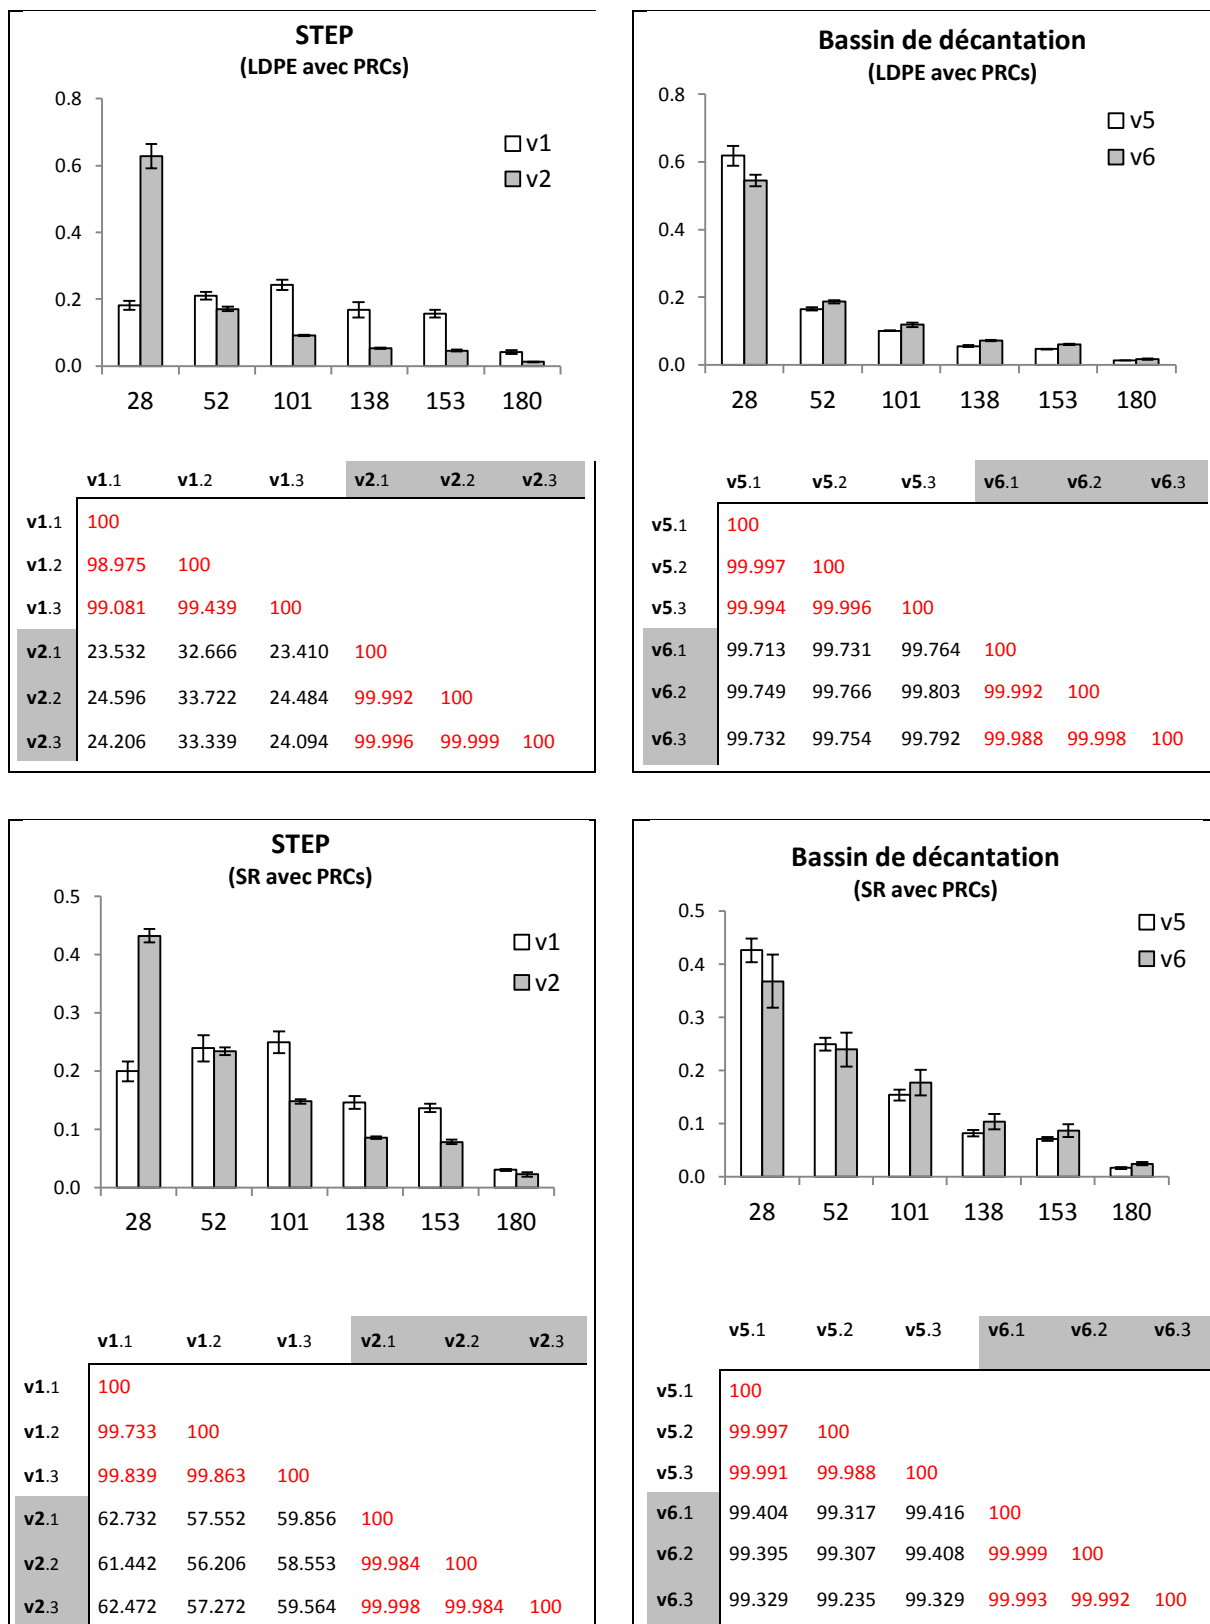 STEP
(LDPE avec PRCs)
0.8
0.6
0.4
0.2
0.0
v1
v2
28 52 101 138 153 180
v1.1 v1.2 v1.3 v2.1 v2.2 v2.3
v1.1 100
v1.2 98.975 100
v1.3 99.081 99.439 100
v2.1 23.532 32.666 23.410 100
v2.2 24.596 33.722 24.484 99.992 100
v2.3 24.206 33.339 24.094 99.996 99.999 100
Bassin de décantation
(LDPE avec PRCs)
0.8
0.6
0.4
0.2
0.0
v5
v6
28 52 101 138 153 180
v5.1 v5.2 v5.3 v6.1 v6.2 v6.3
v5.1 100
v5.2 99.997 100
v5.3 99.994 99.996 100
v6.1 99.713 99.731 99.764 100
v6.2 99.749 99.766 99.803 99.992 100
v6.3 99.732 99.754 99.792 99.988 99.998 100
STEP
(SR avec PRCs)
0.5
0.4
0.3
0.2
0.1
0.0
v1
v2
28 52 101 138 153 180
v1.1 v1.2 v1.3 v2.1 v2.2 v2.3
v1.1 100
v1.2 99.733 100
v1.3 99.839 99.863 100
v2.1 62.732 57.552 59.856 100
v2.2 61.442 56.206 58.553 99.984 100
v2.3 62.472 57.272 59.564 99.998 99.984 100
Bassin de décantation
(SR avec PRCs)
0.5
0.4
0.3
0.2
0.1
0.0
v5
v6
28 52 101 138 153 180
v5.1 v5.2 v5.3 v6.1 v6.2 v6.3
v5.1 100
v5.2 99.997 100
v5.3 99.991 99.988 100
v6.1 99.404 99.317 99.416 100
v6.2 99.395 99.307 99.408 99.999 100
v6.3 99.329 99.235 99.329 99.993 99.992 100